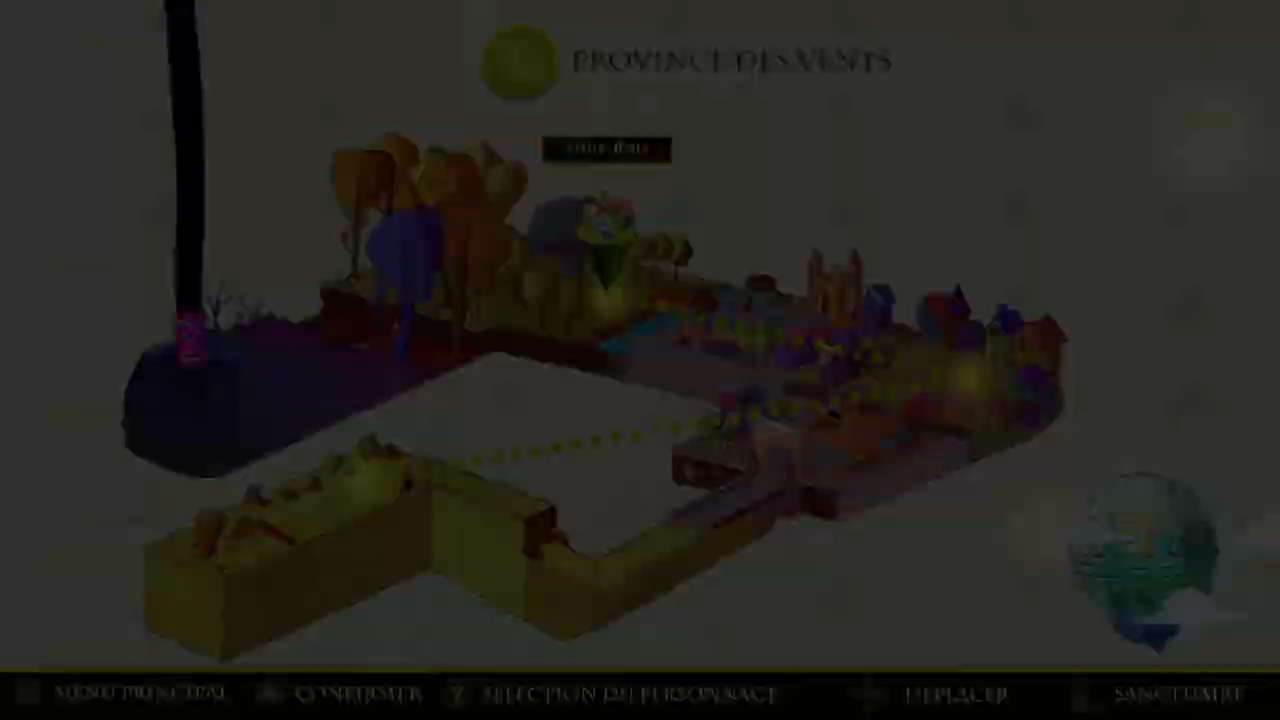 PROVINCE DES VENTS
MENU PRINCIPAL CONFIRMER Y SÉLECTION DU PERSONNAGE DÉPLACER SANCTUAIRE